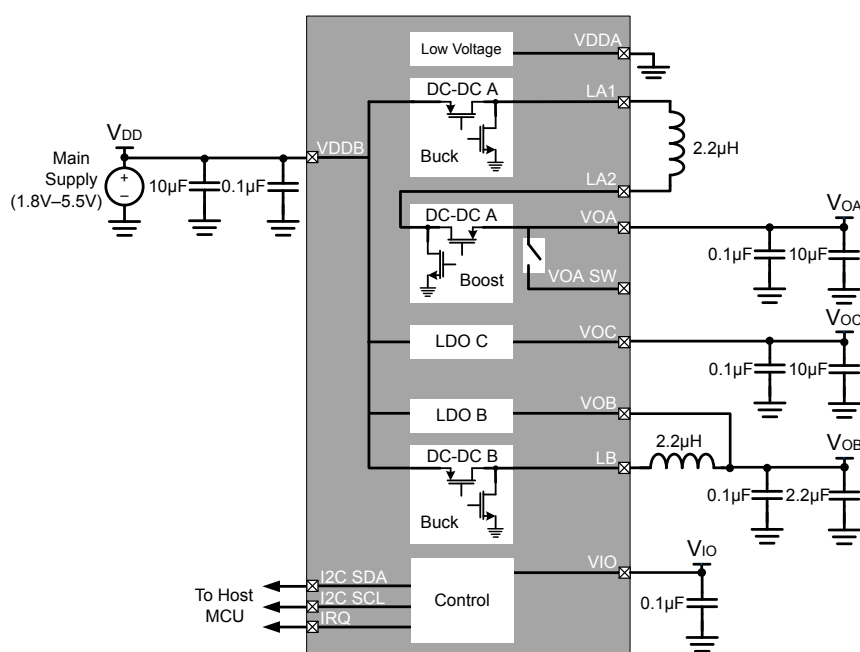 Low Voltage
VDDA
DC-DC A
LA1
Buck
2.2µH
VDD
VDDB
Main
Supply
(1.8V–5.5V)
+
–
10µF
0.1µF
LA2
DC-DC A
VOA
VOA
Boost
0.1µF
10µF
VOA SW
LDO C
VOC
VOC
0.1µF
10µF
LDO B
VOB
DC-DC B
LB
2.2µH
VOB
Buck
0.1µF
2.2µF
VIO
VIO
I2C SDA
I2C SCL
IRQ
To Host
MCU
Control
0.1µF